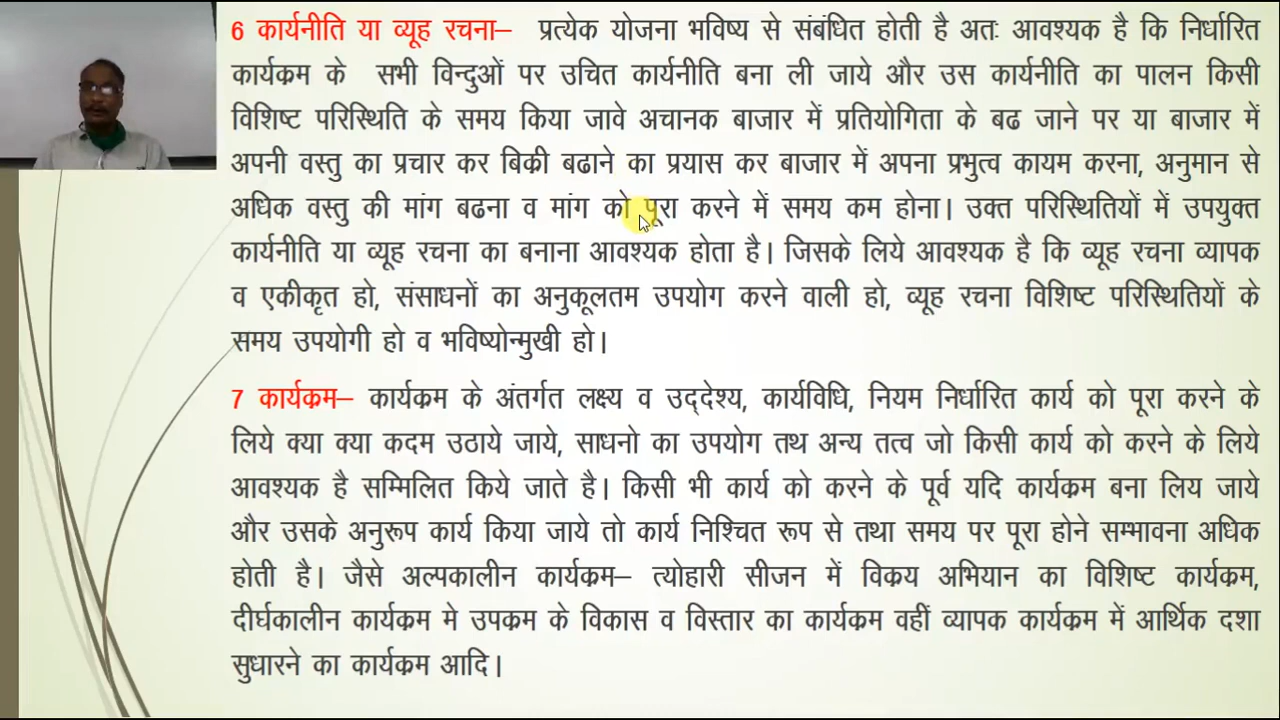 6 कार्यनीति या व्यूह रचना– प्रत्येक योजना भविष्य से संबंधित होती है अतः आवश्यक है कि निर्धारित
कार्यक्रम के सभी विन्दुओं पर उचित कार्यनीति बना ली जाये और उस कार्यनीति का पालन किसी
विशिष्ट परिस्थिति के समय किया जावे अचानक बाजार में प्रतियोगिता के बढ जाने पर या बाजार में
अपनी वस्तु का प्रचार कर बिक्री बढाने का प्रयास कर बाजार में अपना प्रभुत्व कायम करना, अनुमान से
अधिक वस्तु की मांग बढना व मांग को पूरा करने में समय कम होना। उक्त परिस्थितियों में उपयुक्त
कार्यनीति या व्यूह रचना का बनाना आवश्यक होता है। जिसके लिये आवश्यक है कि व्यूह रचना व्यापक
व एकीकृत हो, संसाधनों का अनुकूलतम उपयोग करने वाली हो, व्यूह रचना विशिष्ट परिस्थितियों के
समय उपयोगी हो व भविष्योन्मुखी हो।
7 कार्यक्रम– कार्यक्रम के अंतर्गत लक्ष्य व उद्देश्य, कार्यविधि, नियम निर्धारित कार्य को पूरा करने के
लिये क्या क्या कदम उठाये जाये, साधनो का उपयोग तथ अन्य तत्व जो किसी कार्य को करने के लिये
आवश्यक है सम्मिलित किये जाते है। किसी भी कार्य को करने के पूर्व यदि कार्यक्रम बना लिय जाये
और उसके अनुरूप कार्य किया जाये तो कार्य निश्चित रूप से तथा समय पर पूरा होने सम्भावना अधिक
होती है। जैसे अल्पकालीन कार्यक्रम– त्योहारी सीजन में विक्रय अभियान का विशिष्ट कार्यक्रम,
दीर्घकालीन कार्यक्रम मे उपक्रम के विकास व विस्तार का कार्यक्रम वहीं व्यापक कार्यक्रम में आर्थिक दशा
सुधारने का कार्यक्रम आदि।